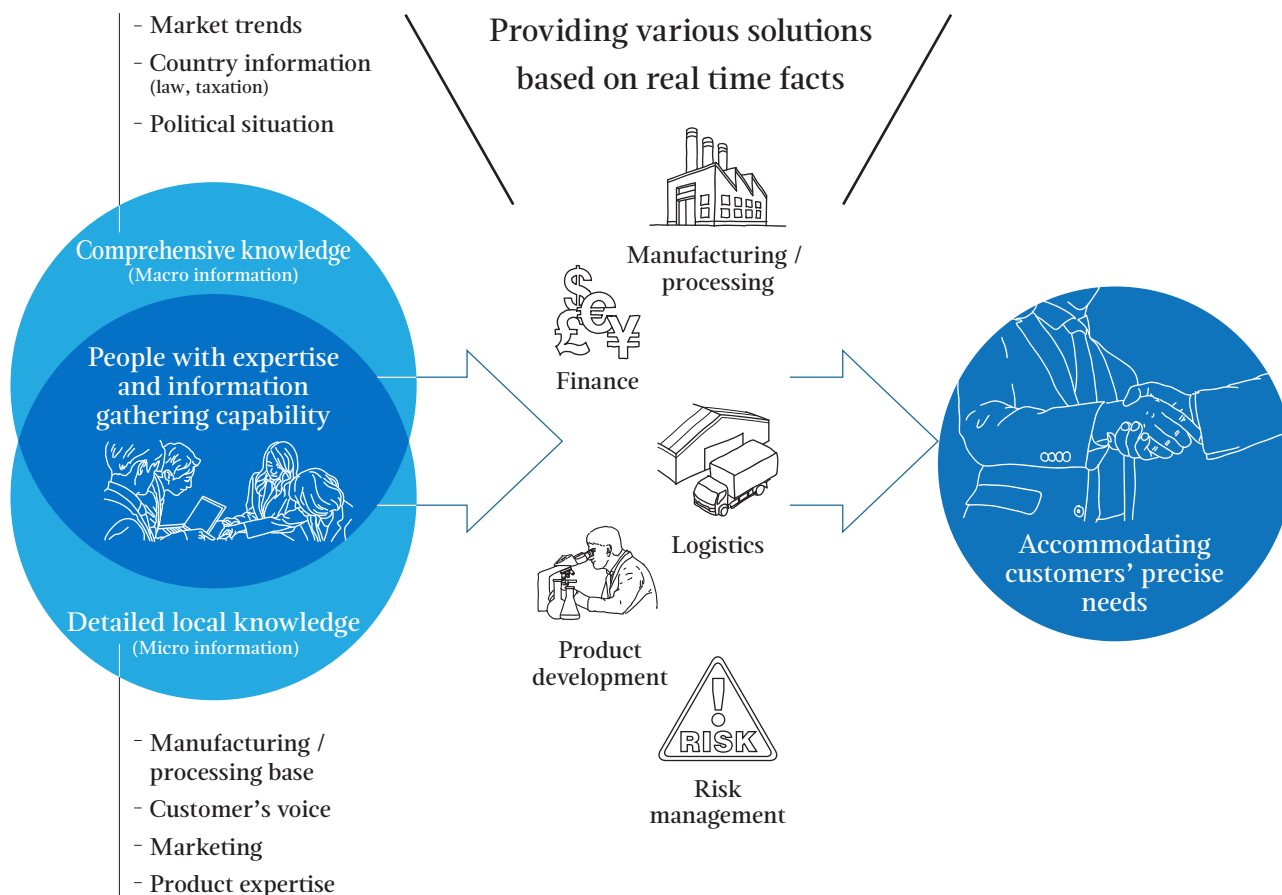 - Market trends
- Country information
(law, taxation)
- Political situation
Comprehensive knowledge
(Macro information)
People with expertise
and information
gathering capability
Detailed local knowledge
(Micro information)
- Manufacturing /
processing base
- Customer’s voice
- Marketing
- Product expertise
Providing various solutions
based on real time facts
Manufacturing /
processing
Finance
Logistics
Product
development
RISK
Risk
management
Accommodating
customers’ precise
needs